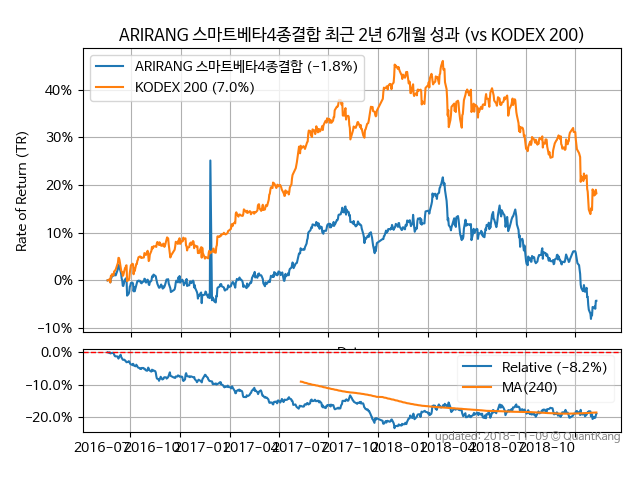 ARIRANG 스마트베타4종결합 최근 2년 6개월 성과 (vs KODEX 200)
ARIRANG 스마트베타4종결합 (−1.8%)
KODEX 200 (7.0%)
Rate of Return (TR)
40%
30%
20%
10%
0%
−10%
0.0%
−10.0%
−20.0%
Relative (−8.2%)
MA(240)
2016-07 2016-10 2017-01 2017-04 2017-07 2017-10 2018-01 2018-04 2018-07 2018-10
updated: 2018-11-09 © QuantKang